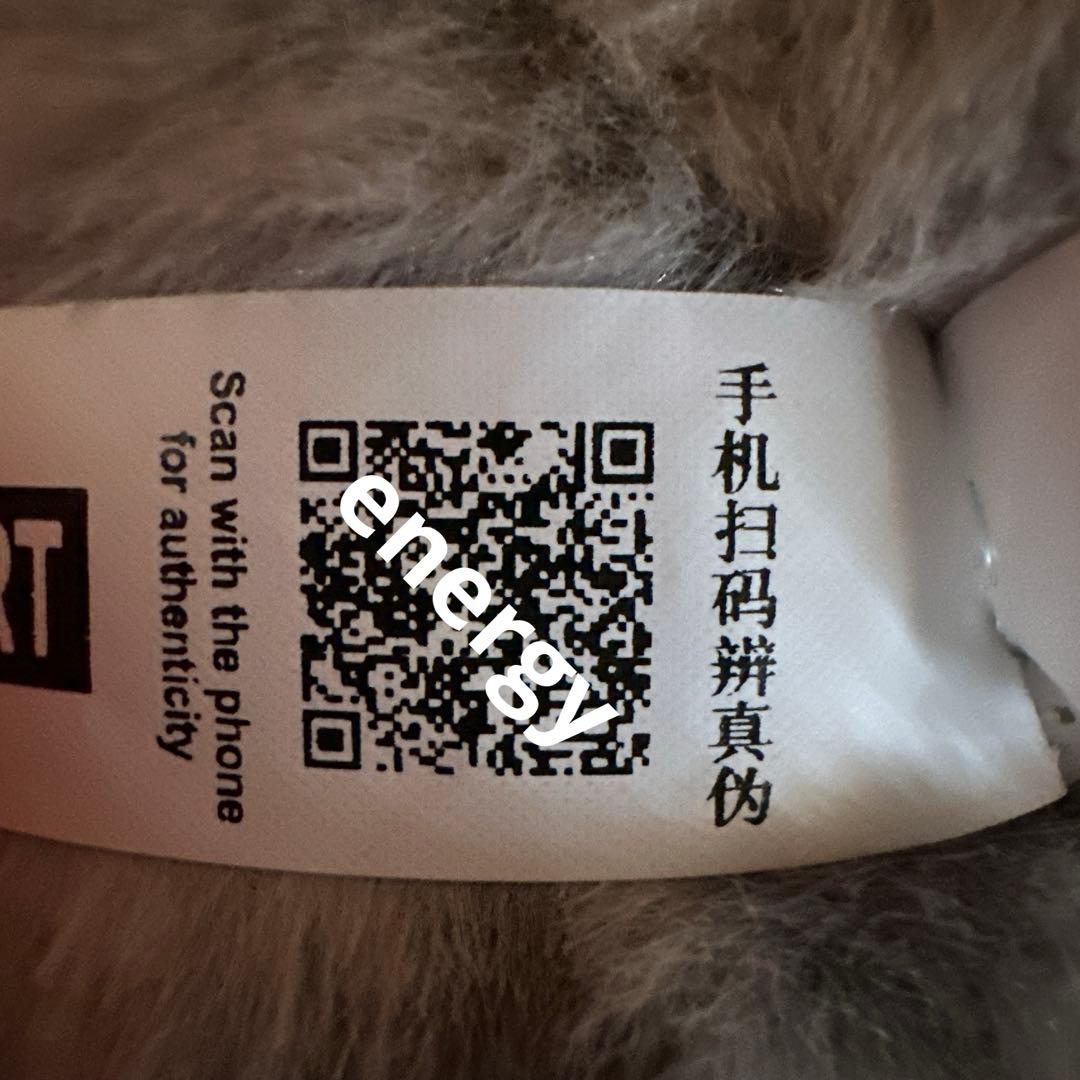 手机扫码辨真伪
energy
Scan with the phone
for authenticity
RT